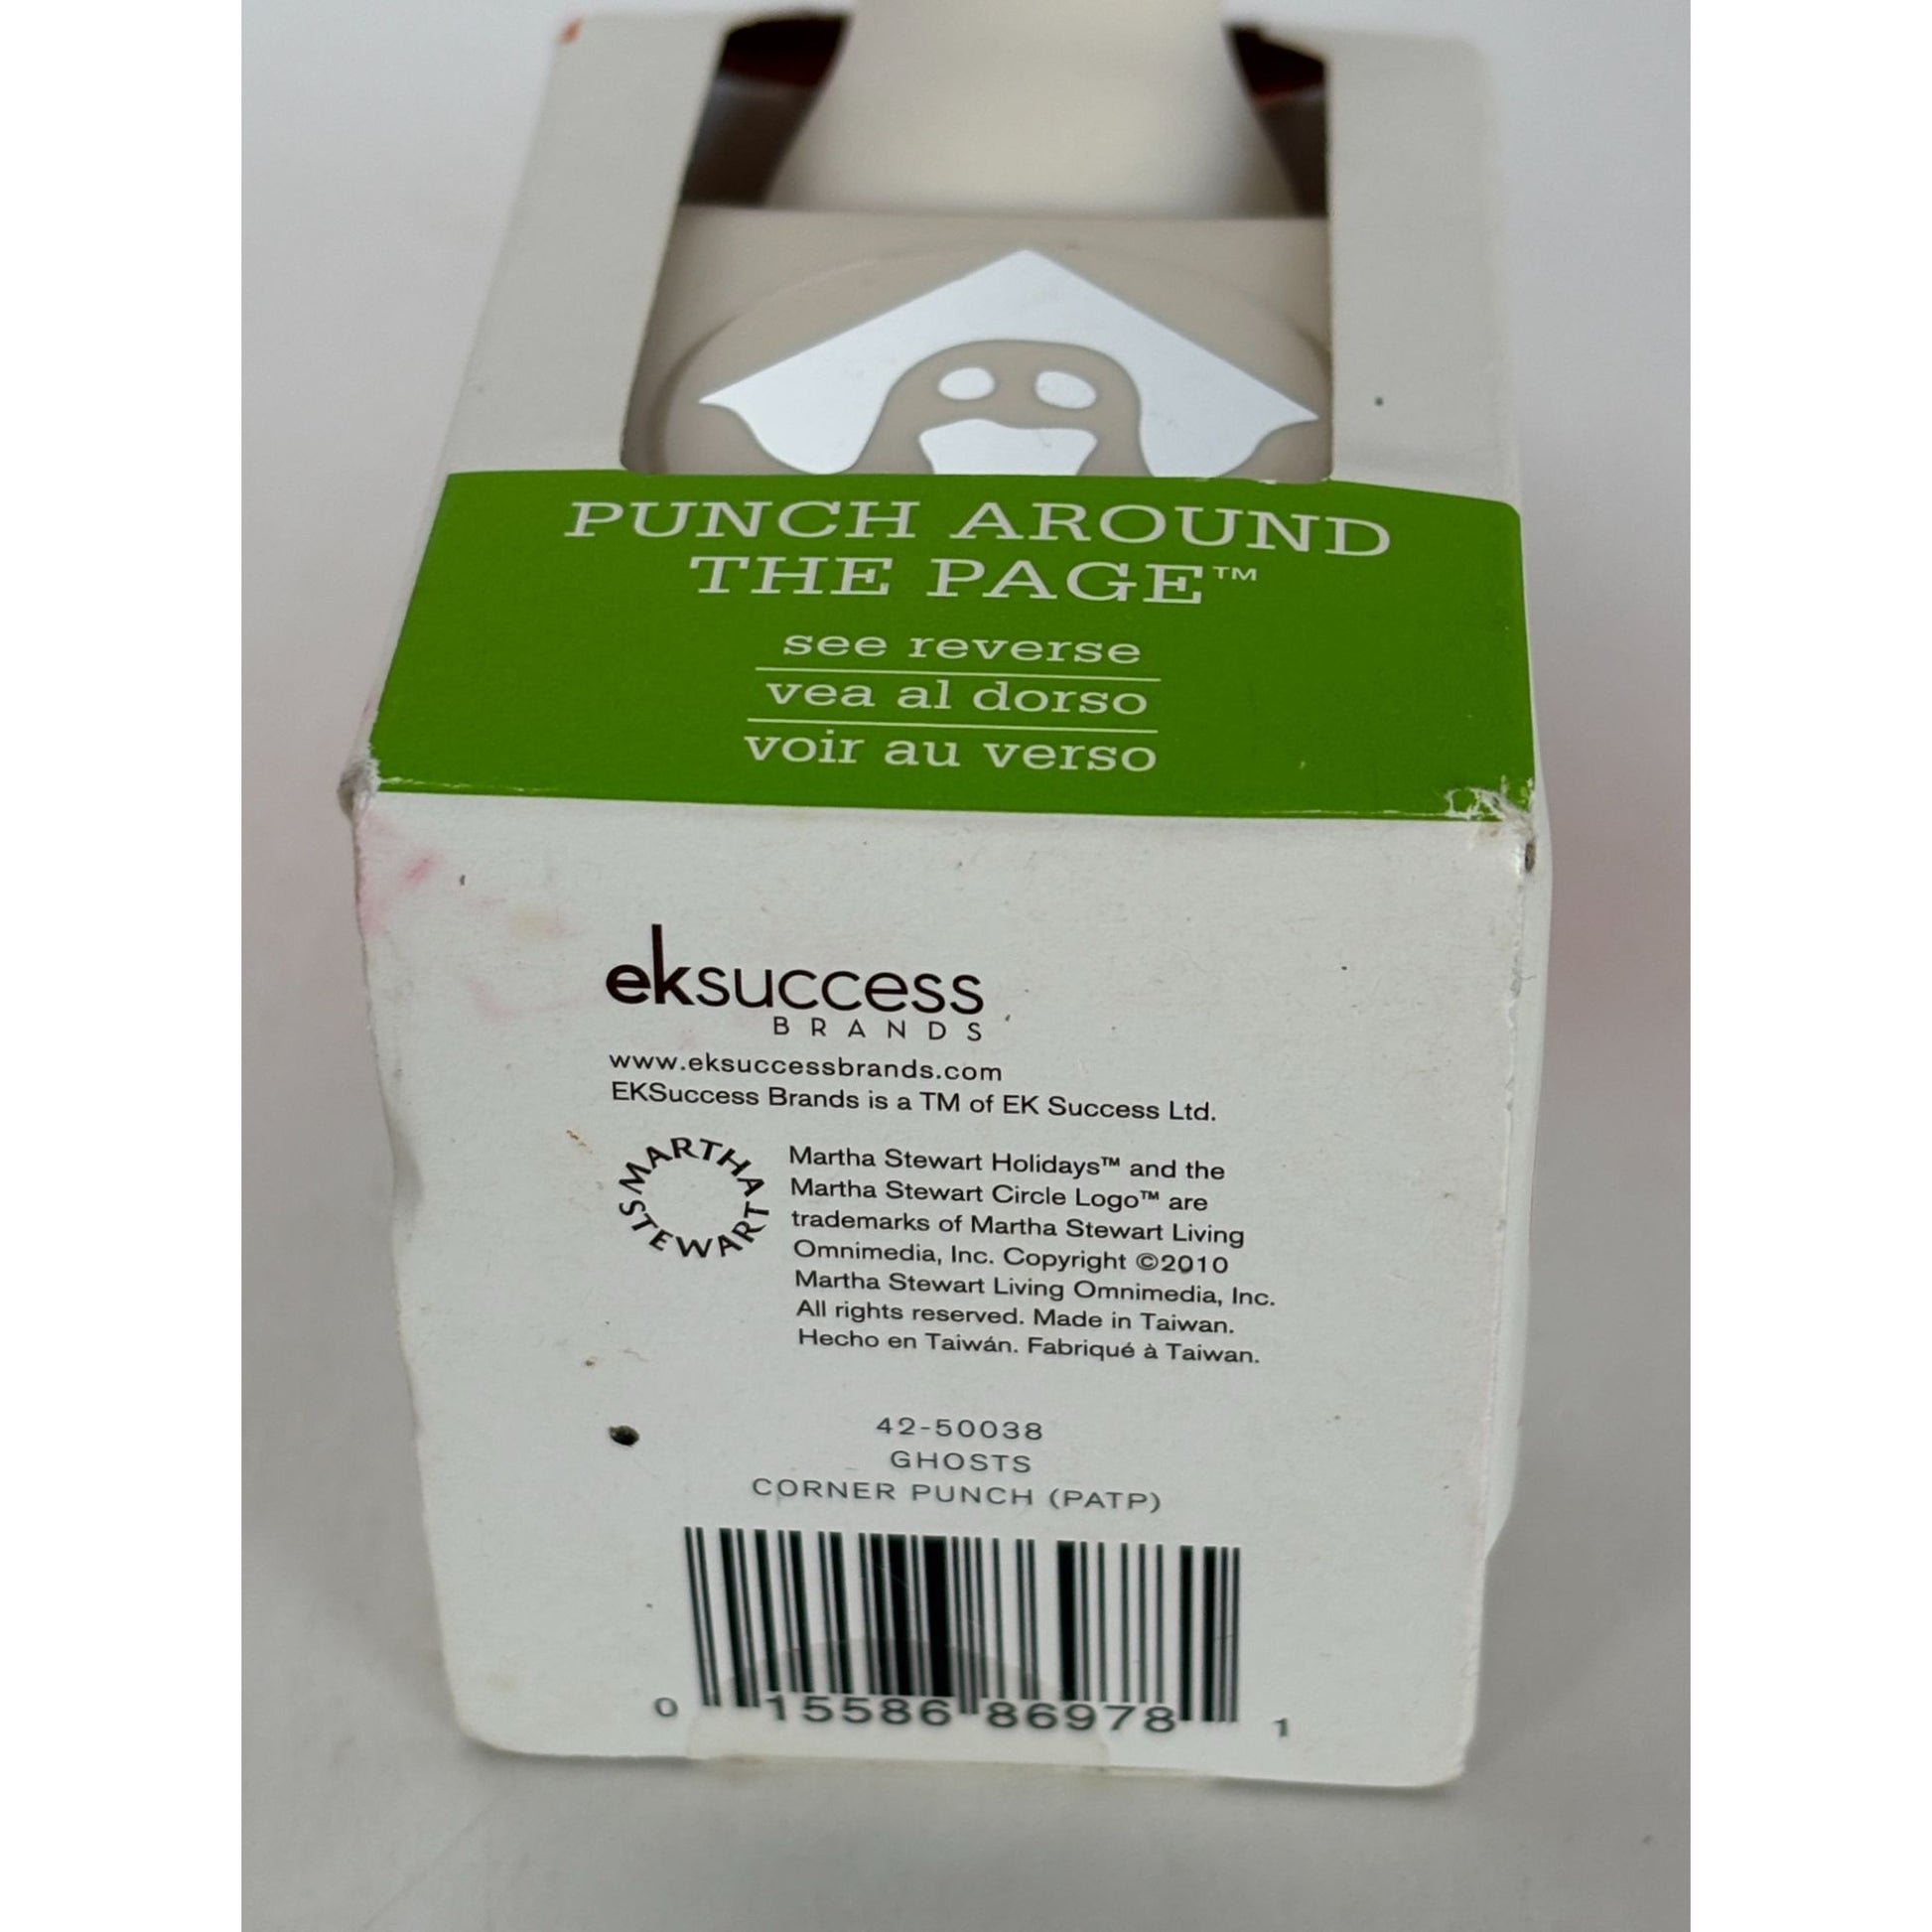 PUNCH AROUND
THE PAGE™
see reverse
vea al dorso
voir au verso
eksuccess
BRANDS
www.eksuccessbrands.com
EKSuccess Brands is a TM of EK Success Ltd.
MARTHA STEWART
Martha Stewart Holidays™ and the
Martha Stewart Circle Logo™ are
trademarks of Martha Stewart Living
Omnimedia, Inc. Copyright ©2010
Martha Stewart Living Omnimedia, Inc.
All rights reserved. Made in Taiwan.
Hecho en Taiwán. Fabriqué à Taiwan.
42-50038
GHOSTS
CORNER PUNCH (PATP)
0 15586 86978 1